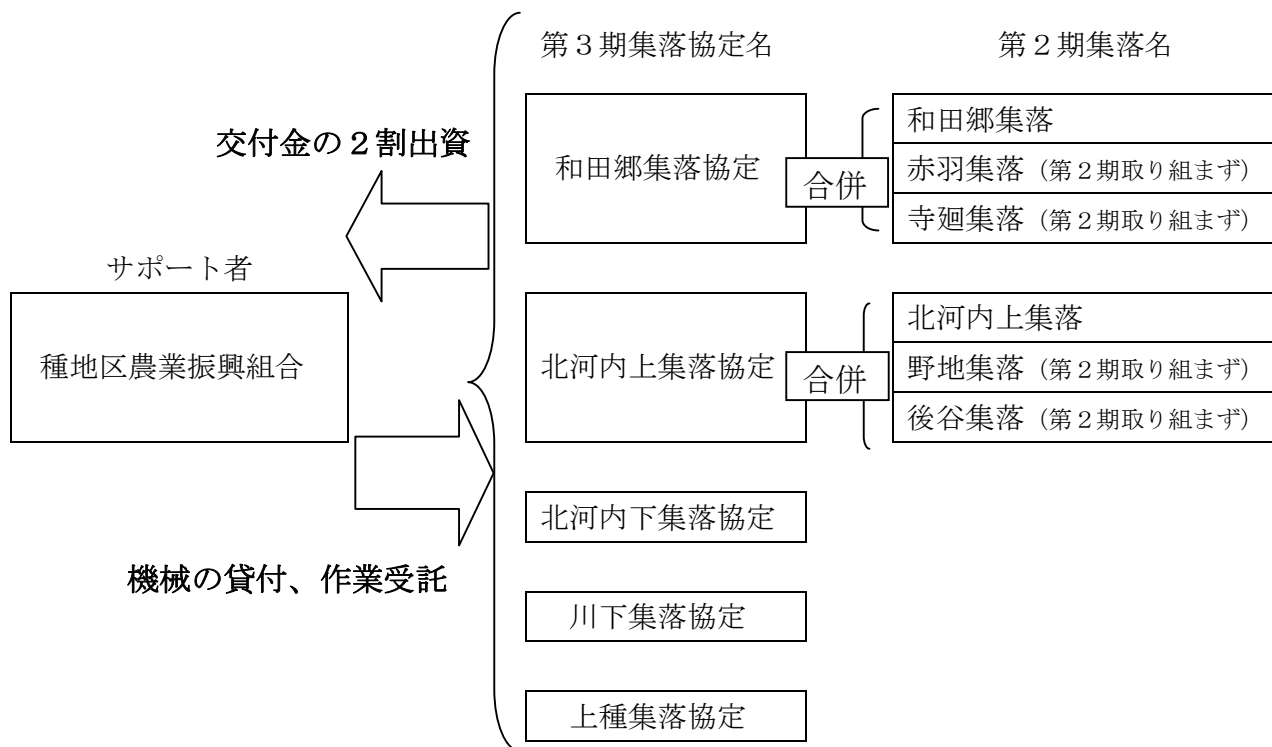 第３期集落協定名
第２期集落名
交付金の２割出資
サポート者
種地区農業振興組合
機械の貸付、作業受託
和田郷集落協定
合併
和田郷集落
赤羽集落（第２期取り組まず）
寺廻集落（第２期取り組まず）
北河内上集落協定
合併
北河内上集落
野地集落（第２期取り組まず）
後谷集落（第２期取り組まず）
北河内下集落協定
川下集落協定
上種集落協定